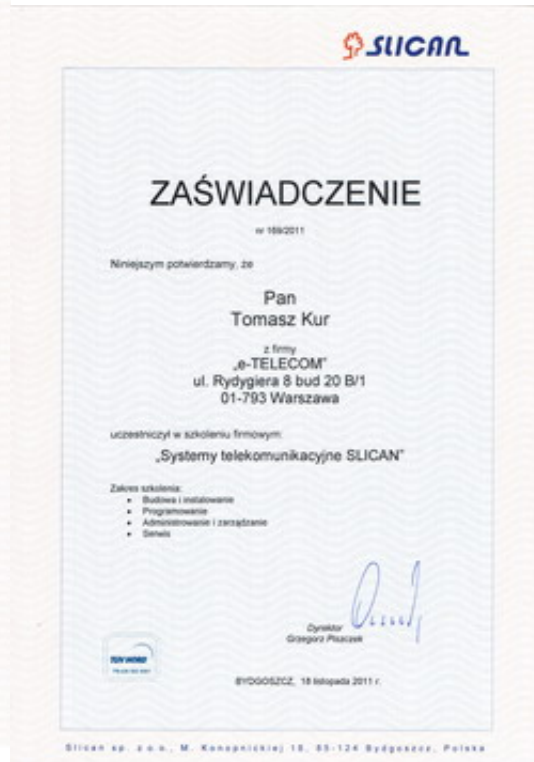 SLICAN
ZAŚWIADCZENIE
nr 169/2011
Niniejszym potwierdzamy, że
Pan
Tomasz Kur
z firmy
„e-TELECOM”
ul. Rydygiera 8 bud 20 B/1
01-793 Warszawa
uczestniczył w szkoleniu firmowym:
„Systemy telekomunikacyjne SLICAN”
Zakres szkolenia:
• Budowa i instalowanie
• Programowanie
• Administrowanie i zarządzanie
• Serwis
Dyrektor
Grzegorz Piszczek
TUV NORD
BYDGOSZCZ, 18 listopada 2011 r.
Slican sp. z o.o., M. Konopnickiej 18, 85-124 Bydgoszcz, Polska